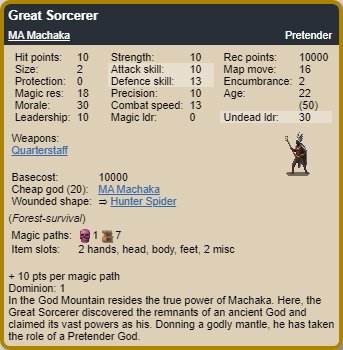 Great Sorcerer
MA Machaka Pretender
Hit points: 10 Strength: 10 Rec points: 10000
Size: 2 Attack skill: 10 Map move: 16
Protection: 0 Defence skill: 13 Encumbrance: 2
Magic res: 18 Precision: 10 Age: 22
Morale: 30 Combat speed: 13 (50)
Leadership: 10 Magic ldr: 0 Undead ldr: 30
Weapons:
Quarterstaff
Basecost: 10000
Cheap god (20): MA Machaka
Wounded shape: ⇒ Hunter Spider
(Forest-survival)
Magic paths: 1 7
Item slots: 2 hands, head, body, feet, 2 misc
+ 10 pts per magic path
Dominion: 1
In the God Mountain resides the true power of Machaka. Here, the
Great Sorcerer discovered the remnants of an ancient God and
claimed its vast powers as his. Donning a godly mantle, he has taken
the role of a Pretender God.